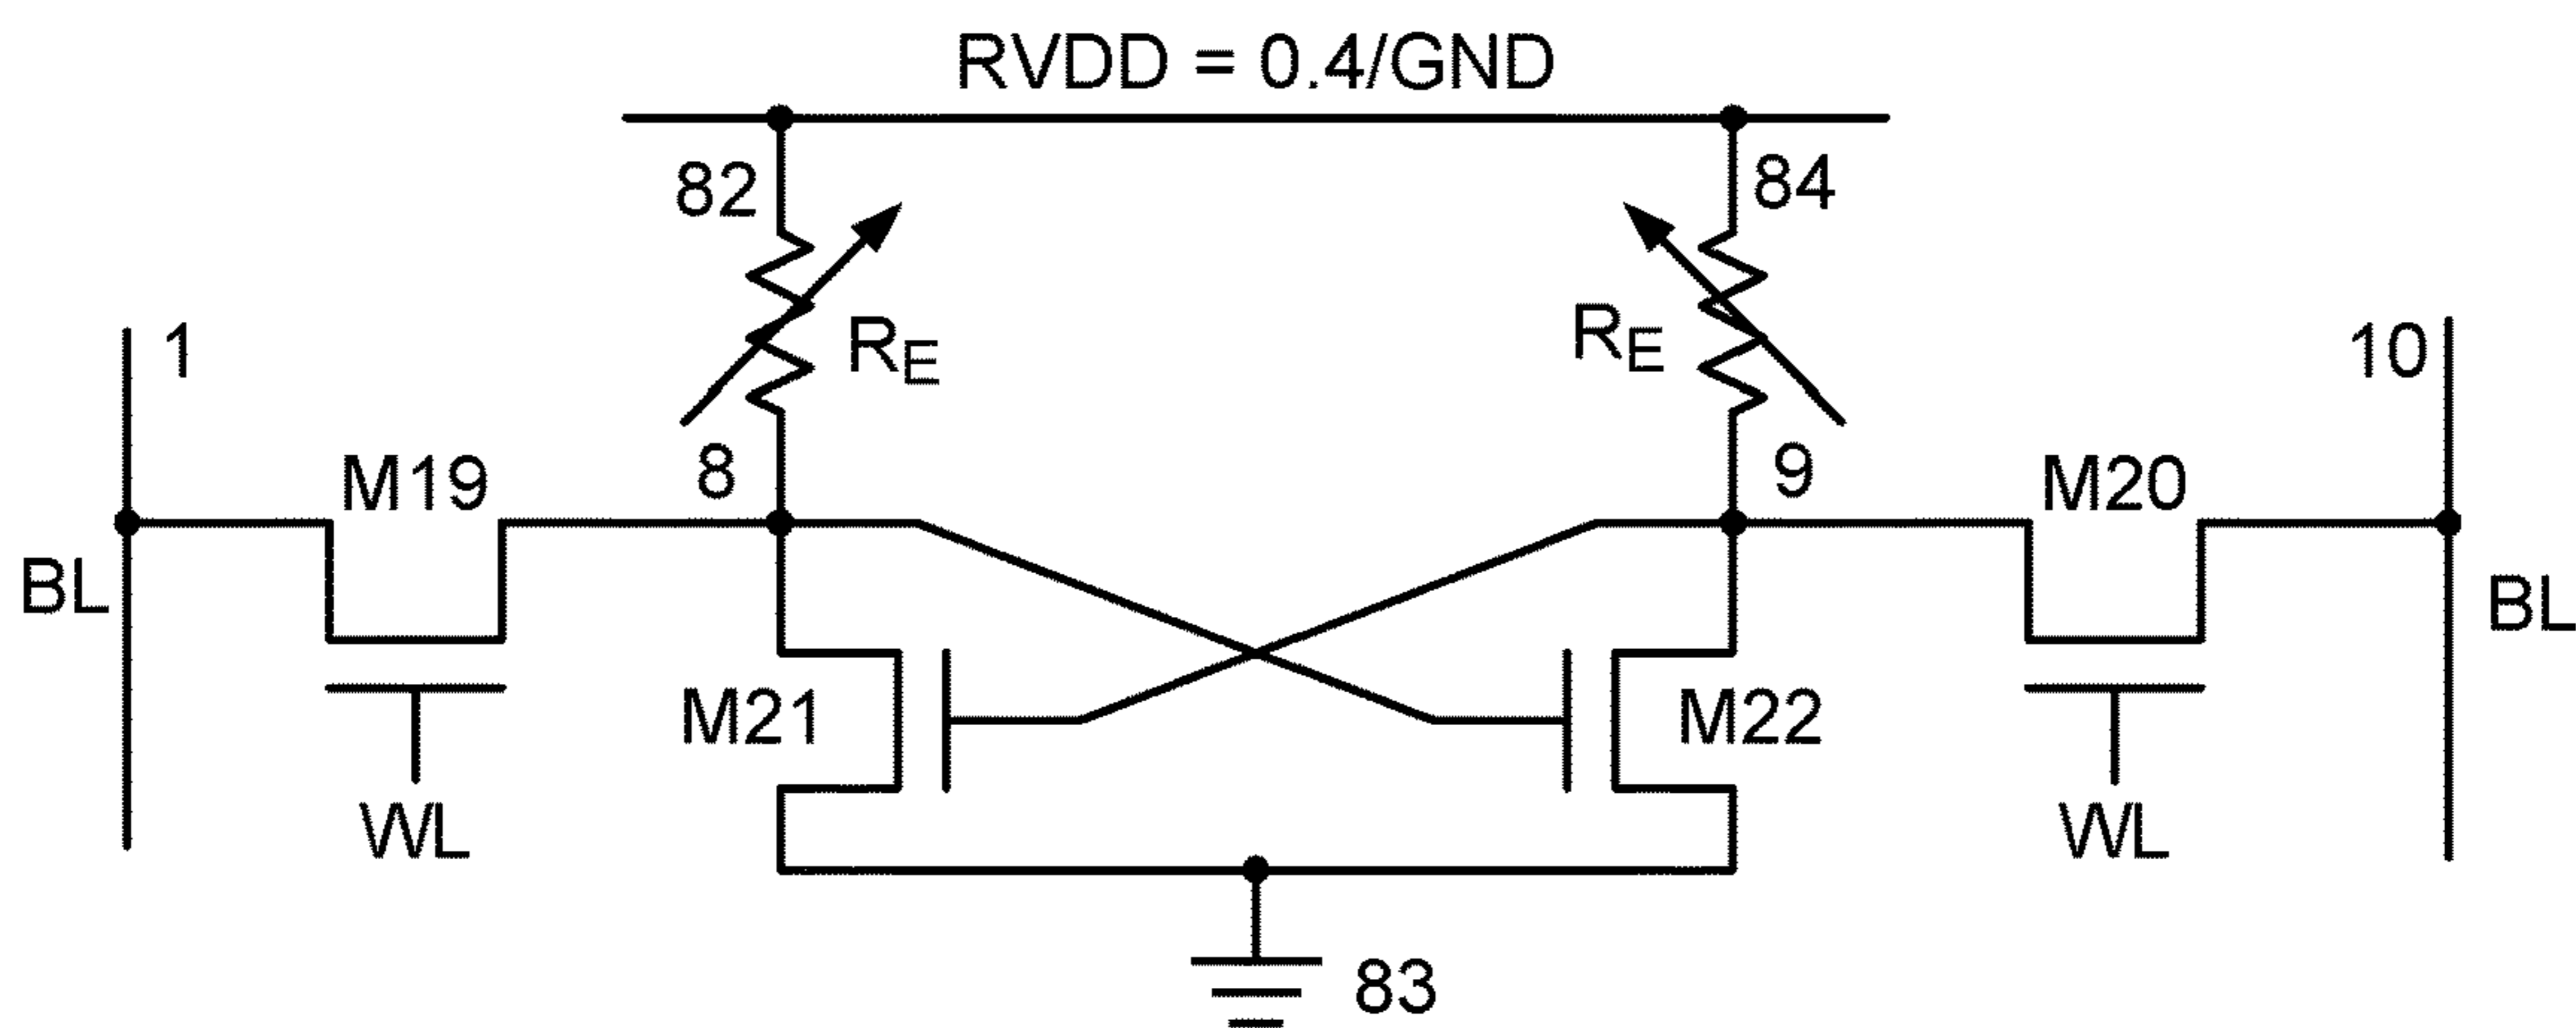 RVDD = 0.4/GND
82
84
1
RE
RE
10
M19
8
9
M20
BL
BL
M21
M22
WL
WL
83